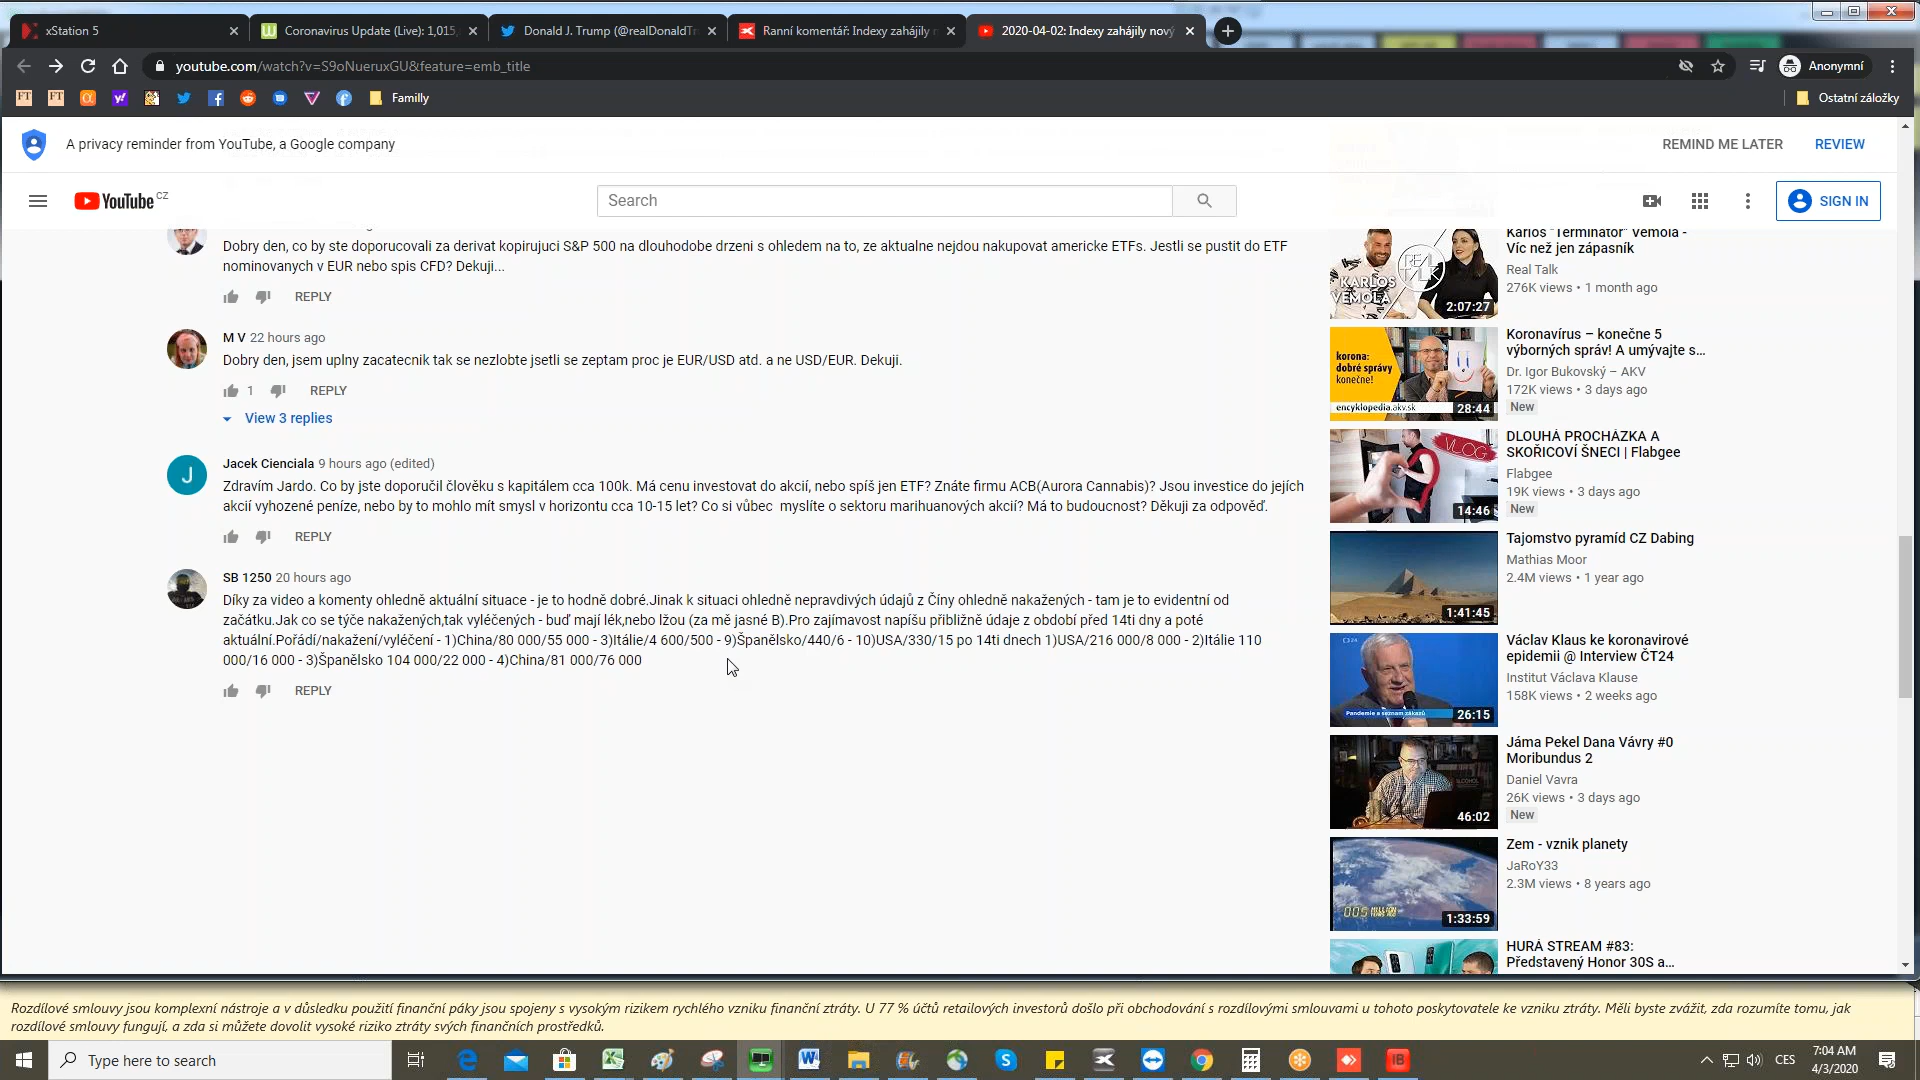 xStation 5
Coronavirus Update (Live): 1,015,
Donald J. Trump (@realDonaldTr
Ranní komentář: Indexy zahájily n
2020-04-02: Indexy zahájily nový
youtube.com/watch?v=S9oNueruxGU&feature=emb_title
Anonymní
FT
FT
Familly
Ostatní záložky
A privacy reminder from YouTube, a Google company
REMIND ME LATER
REVIEW
YouTube CZ
Search
SIGN IN
Dobry den, co by ste doporucovali za derivat kopirujuci S&P 500 na dlouhodobe drzeni s ohledem na to, ze aktualne nejdou nakupovat americke ETFs. Jestli se pustit do ETF
nominovanych v EUR nebo spis CFD? Dekuji...
REPLY
M V 22 hours ago
Dobry den, jsem uplny zacatecnik tak se nezlobte jsetli se zeptam proc je EUR/USD atd. a ne USD/EUR. Dekuji.
1 REPLY
View 3 replies
J
Jacek Cienciala 9 hours ago (edited)
Zdravím Jardo. Co by jste doporučil člověku s kapitálem cca 100k. Má cenu investovat do akcií, nebo spíš jen ETF? Znáte firmu ACB(Aurora Cannabis)? Jsou investice do jejích
akcií vyhozené peníze, nebo by to mohlo mít smysl v horizontu cca 10-15 let? Co si vůbec myslíte o sektoru marihuanových akcií? Má to budoucnost? Děkuji za odpověď.
REPLY
SB 1250 20 hours ago
Díky za video a komenty ohledně aktuální situace - je to hodně dobré.Jinak k situaci ohledně nepravdivých údajů z Číny ohledně nakažených - tam je to evidentní od
začátku.Jak co se týče nakažených,tak vyléčených - buď mají lék,nebo lžou (za mě jasné B).Pro zajímavost napíšu přibližně údaje z období před 14ti dny a poté
aktuální.Pořádí/nakažení/vyléčení - 1)China/80 000/55 000 - 3)Itálie/4 600/500 - 9)Španělsko/440/6 - 10)USA/330/15 po 14ti dnech 1)USA/216 000/8 000 - 2)Itálie 110
000/16 000 - 3)Španělsko 104 000/22 000 - 4)China/81 000/76 000
REPLY
KARLOS
VÉMOLA
REAL
TALK
2:07:27
Karlos "Terminátor" Vémola -
Víc než jen zápasník
Real Talk
276K views • 1 month ago
korona:
dobré správy
konečne!
encyklopedia.akv.sk
28:44
Koronavírus – konečne 5
výborných správ! A umývajte s...
Dr. Igor Bukovský – AKV
172K views • 3 days ago
New
VLOG
14:46
DLOUHÁ PROCHÁZKA A
SKOŘICOVÍ ŠNECI | Flabgee
Flabgee
19K views • 3 days ago
New
1:41:45
Tajomstvo pyramíd CZ Dabing
Mathias Moor
2.4M views • 1 year ago
Pandemie a seznam zákazů
26:15
Václav Klaus ke koronavirové
epidemii @ Interview ČT24
Institut Václava Klause
158K views • 2 weeks ago
46:02
Jáma Pekel Dana Vávry #0
Moribundus 2
Daniel Vavra
26K views • 3 days ago
New
1:33:59
Zem - vznik planety
JaRoY33
2.3M views • 8 years ago
HURÁ STREAM #83:
Představený Honor 30S a...
Rozdílové smlouvy jsou komplexní nástroje a v důsledku použití finanční páky jsou spojeny s vysokým rizikem rychlého vzniku finanční ztráty. U 77 % účtů retailových investorů došlo při obchodování s rozdílovými smlouvami u tohoto poskytovatele ke vzniku ztráty. Měli byste zvážit, zda rozumíte tomu, jak
rozdílové smlouvy fungují, a zda si můžete dovolit vysoké riziko ztráty svých finančních prostředků.
Type here to search
IB
CES
7:04 AM
4/3/2020